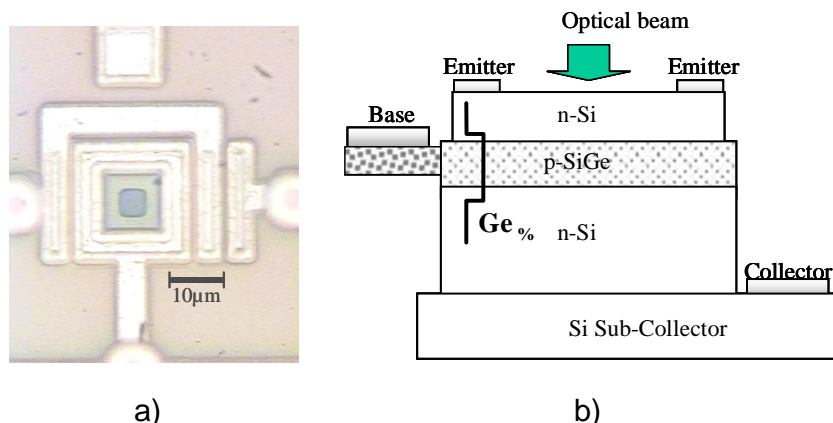 Optical beam
Emitter
Emitter
Base
n-Si
p-SiGe
Ge %
n-Si
Collector
Si Sub-Collector
10µm
a)
b)